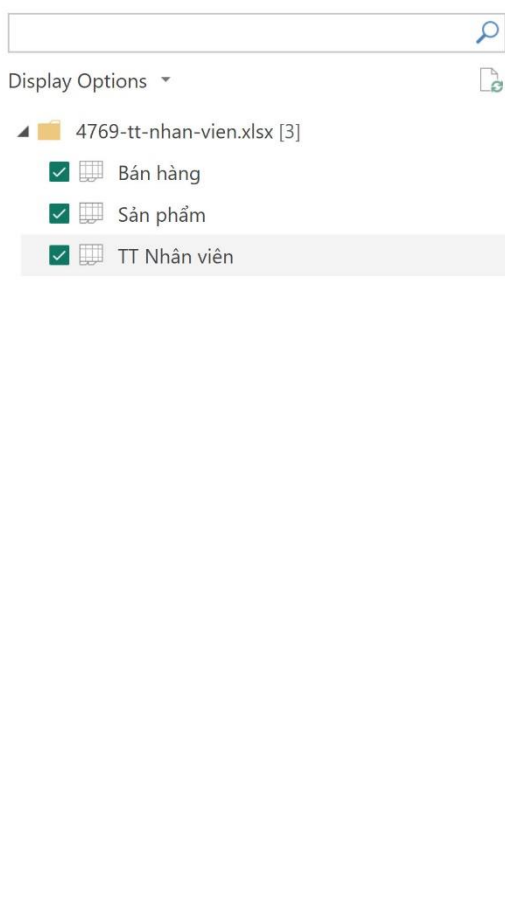 Display Options
4769-tt-nhan-vien.xlsx [3]
Bán hàng
Sản phẩm
TT Nhân viên